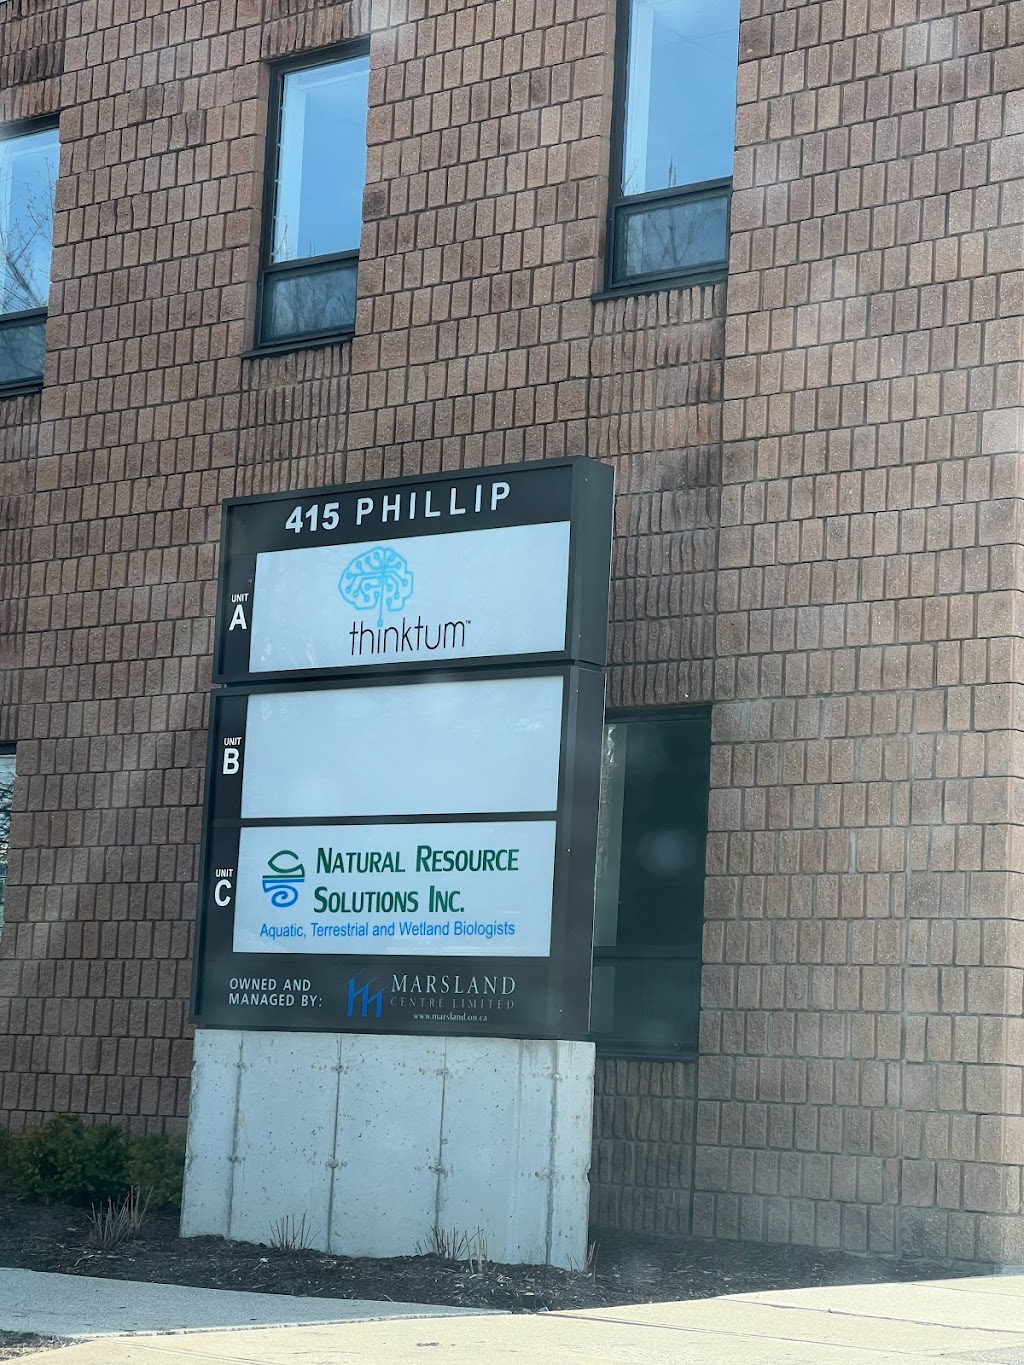 415 PHILLIP
UNIT
A
thinktum™
UNIT
B
UNIT
C
NATURAL RESOURCE
SOLUTIONS INC.
Aquatic, Terrestrial and Wetland Biologists
OWNED AND
MANAGED BY:
MARSLAND
CENTRE LIMITED
www.marsland.on.ca